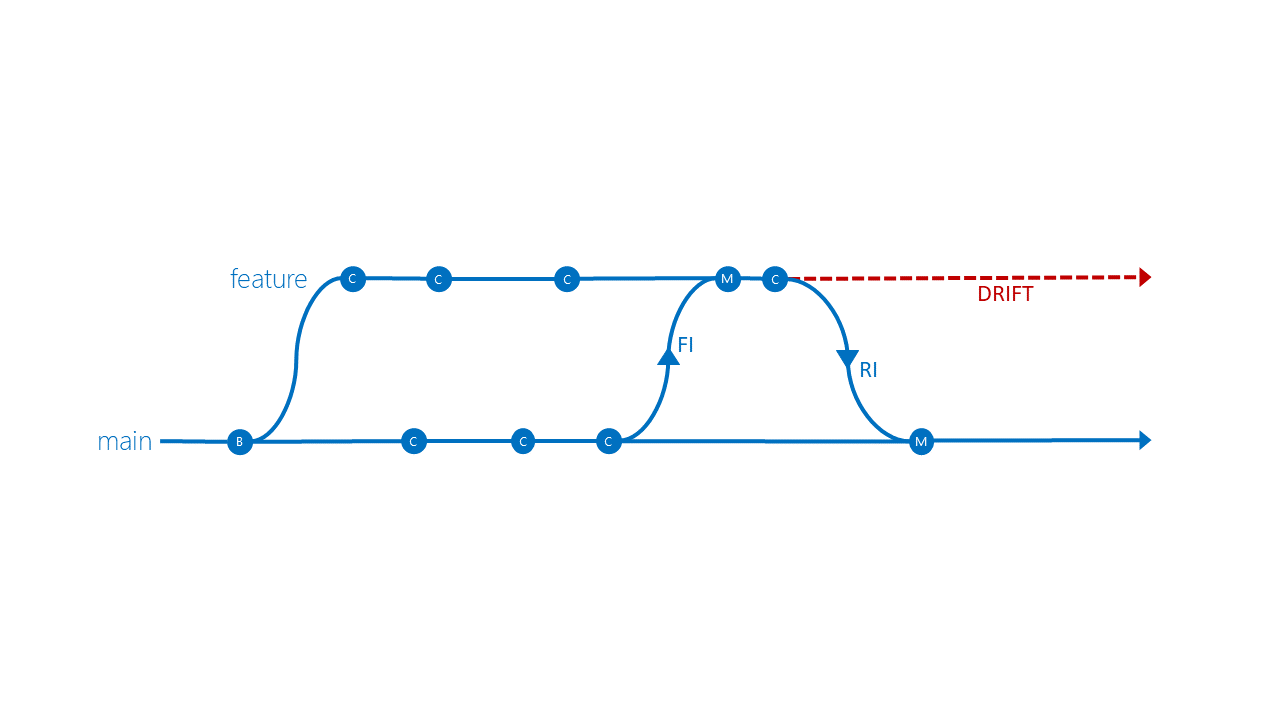 feature C C C M C
DRIFT
FI
RI
main B C C C M